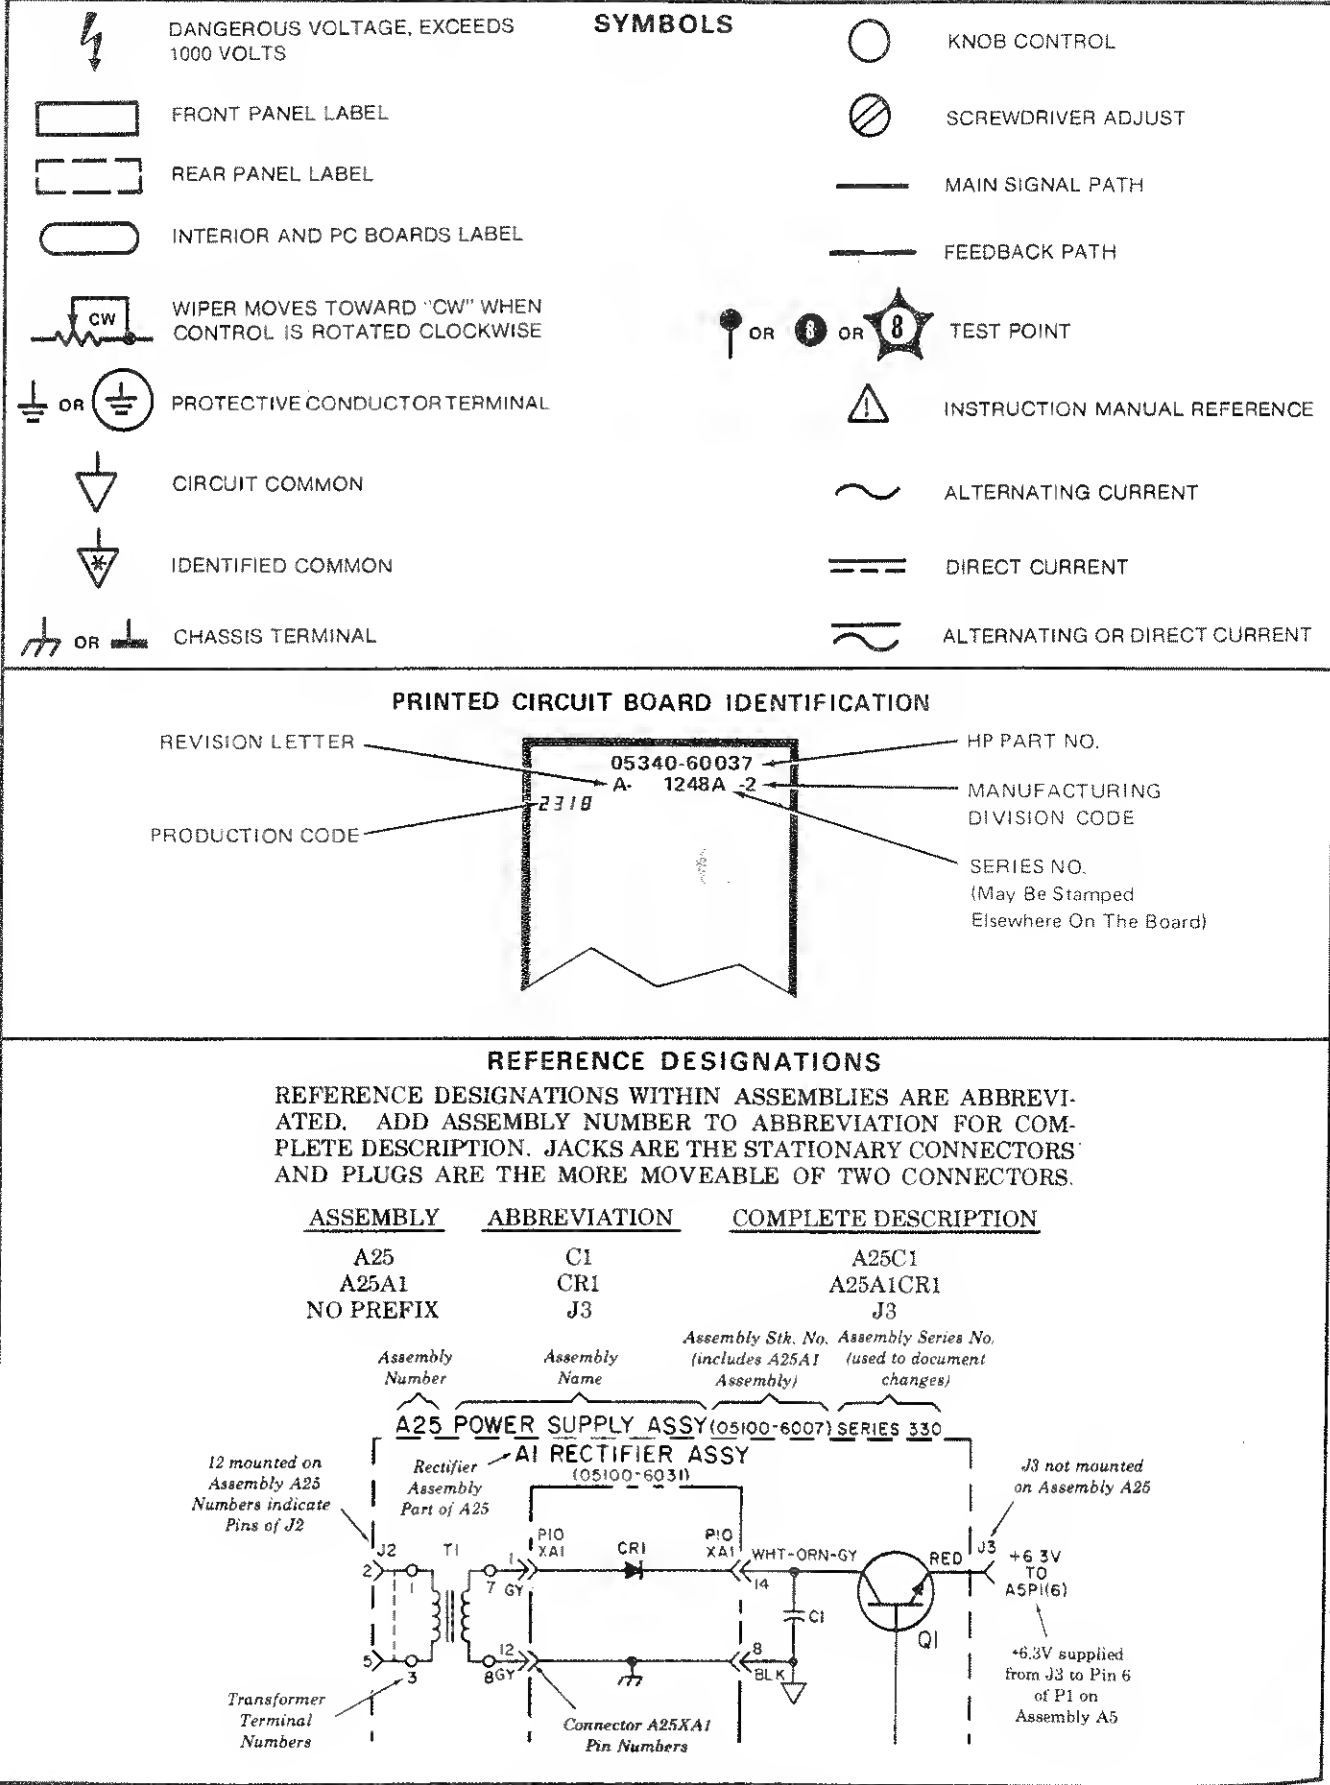 SYMBOLS
DANGEROUS VOLTAGE, EXCEEDS
1000 VOLTS
FRONT PANEL LABEL
REAR PANEL LABEL
INTERIOR AND PC BOARDS LABEL
CW
WIPER MOVES TOWARD "CW" WHEN
CONTROL IS ROTATED CLOCKWISE
OR
PROTECTIVE CONDUCTOR TERMINAL
CIRCUIT COMMON
*
IDENTIFIED COMMON
OR
CHASSIS TERMINAL
KNOB CONTROL
SCREWDRIVER ADJUST
MAIN SIGNAL PATH
FEEDBACK PATH
OR 8 OR 8
TEST POINT
!
INSTRUCTION MANUAL REFERENCE
ALTERNATING CURRENT
DIRECT CURRENT
ALTERNATING OR DIRECT CURRENT
PRINTED CIRCUIT BOARD IDENTIFICATION
REVISION LETTER
PRODUCTION CODE
05340-60037
A- 1248A -2
2318
HP PART NO.
MANUFACTURING
DIVISION CODE
SERIES NO.
(May Be Stamped
Elsewhere On The Board)
REFERENCE DESIGNATIONS
REFERENCE DESIGNATIONS WITHIN ASSEMBLIES ARE ABBREVI-
ATED. ADD ASSEMBLY NUMBER TO ABBREVIATION FOR COM-
PLETE DESCRIPTION. JACKS ARE THE STATIONARY CONNECTORS
AND PLUGS ARE THE MORE MOVEABLE OF TWO CONNECTORS.
ASSEMBLY ABBREVIATION COMPLETE DESCRIPTION
A25 C1 A25C1
A25A1 CR1 A25A1CR1
NO PREFIX J3 J3
Assembly
Number
Assembly
Name
Assembly Stk. No.
(includes A25A1
Assembly)
Assembly Series No.
(used to document
changes)
A25 POWER SUPPLY ASSY (05100-6007) SERIES 330
A1 RECTIFIER ASSY
(05100-6031)
12 mounted on
Assembly A25
Numbers indicate
Pins of J2
Rectifier
Assembly
Part of A25
J3 not mounted
on Assembly A25
J2
T1
2
1
7
1
GY
P10
XA1
CR1
P10
XA1
WHT-ORN-GY
14
C1
RED
J3
+6 3V
TO
A5P1(6)
5
3
8
12
GY
8
BLK
Q1
+6.3V supplied
from J3 to Pin 6
of P1 on
Assembly A5
Transformer
Terminal
Numbers
Connector A25XA1
Pin Numbers